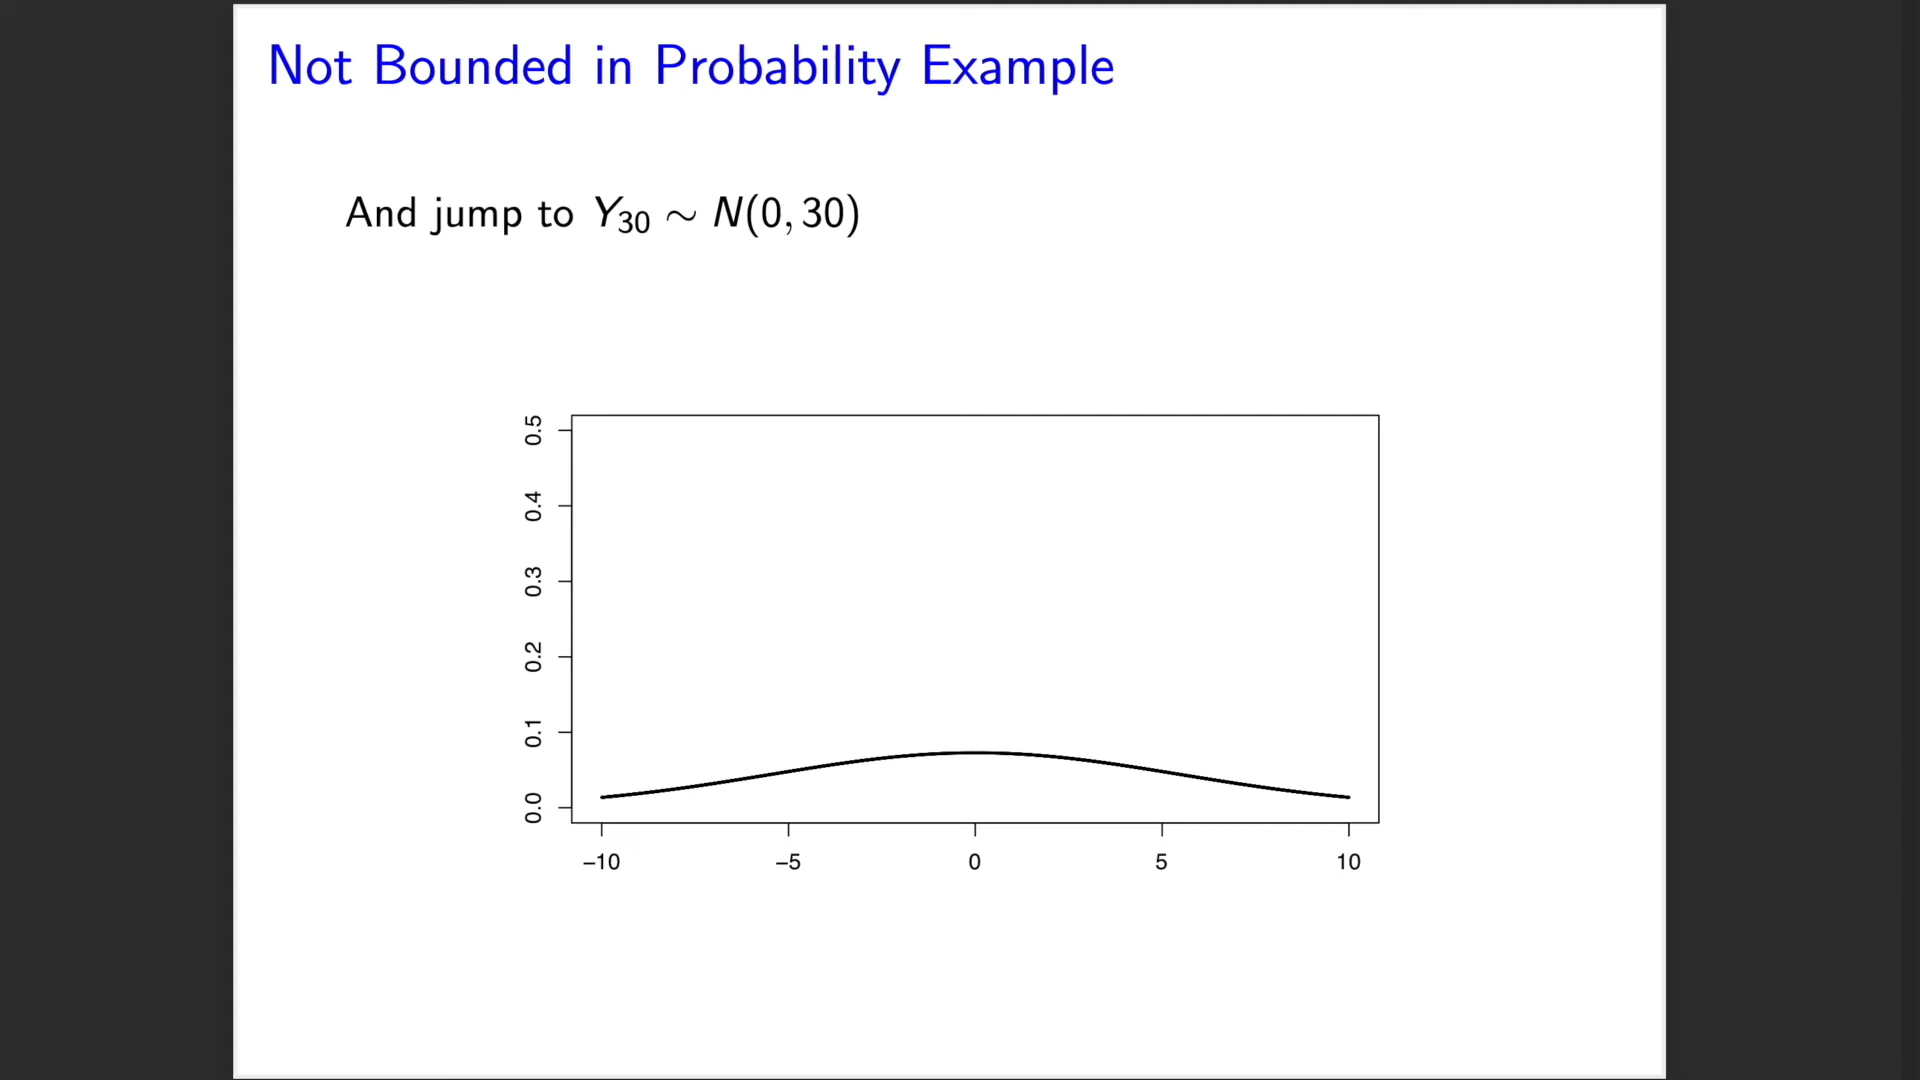 Not Bounded in Probability Example
And jump to Y₃₀ ∼ N(0, 30)
0.5
0.4
0.3
0.2
0.1
0.0
−10 −5 0 5 10